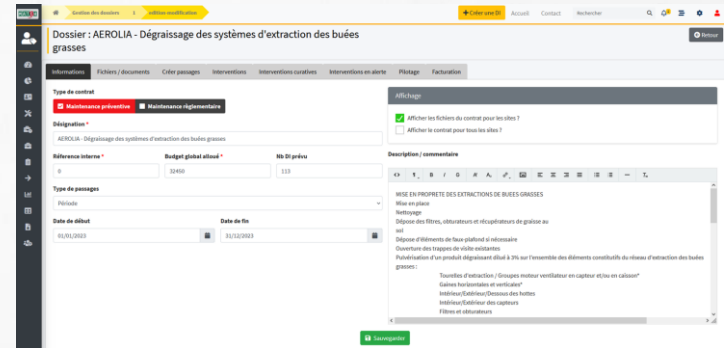 Gestion des dossiers
edition modificative
+Créer une DI
Accueil
Contact
Rechercher
Dossier : AEROLIA - Dégraissage des systèmes d'extraction des buées grasses
Retour
Informations
Fichiers / documents
Créer passages
Interventions
Interventions curatives
Interventions en alerte
Pilotage
Facturation
Type de contrat
Maintenance préventive
Maintenance réglementaire
Désignation *
AEROLIA - Dégraissage des systèmes d'extraction des buées grasses
Réference interne *
Budget global alloué *
Nb DI prévu
0
32450
113
Type de passages
Période
Date de début
Date de fin
01/01/2023
31/12/2023
Affichage
Afficher les fichiers du contrat pour les sites ?
Afficher le contrat pour tous les sites ?
Description / commentaire
MISE EN PROPRETE DES EXTRACTIONS DE BUEES GRASSES
Mise en place
Nettoyage
Dépose des filtres, obturateurs et récupérateurs de graisse au
sol
Dépose d'éléments de faux-plafond si nécessaire
Ouverture des trappes de visite existantes
Pulvérisation d'un produit dégraissant dilué à 3% sur l'ensemble des éléments constitutifs du réseau d'extraction des buées
grasses :
Tourelles d'extraction / Groupes moteur ventilateur en capteur et/ou en caisson*
Gaines horizontales et verticales*
Intérieur/Extérieur/Dessous des hottes
Intérieur/Extérieur des capteurs
Filtres et obturateurs
Sauvegarder